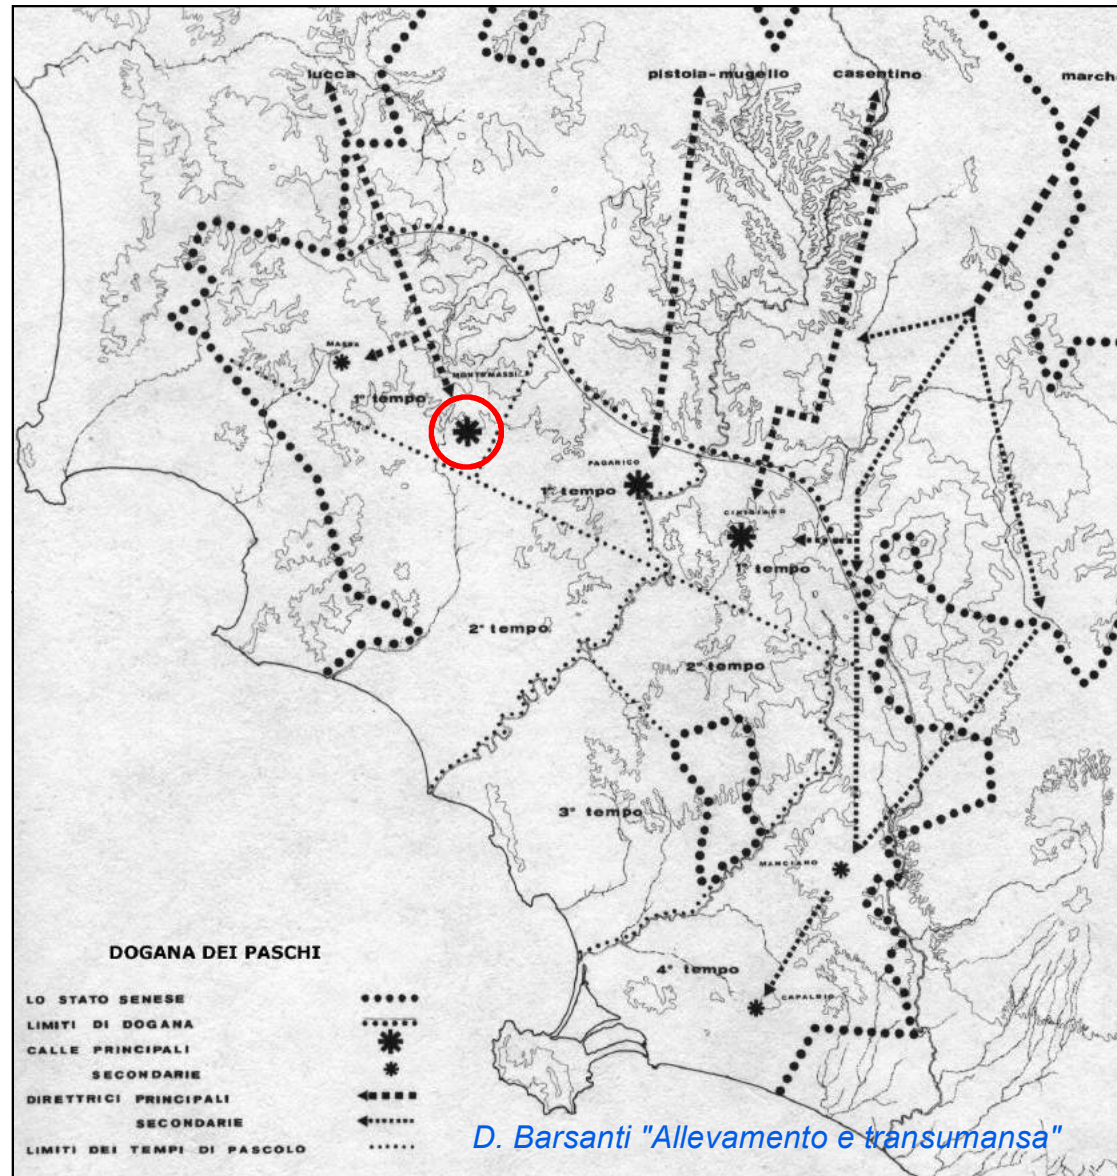 lucca
pistoia-mugello
casentino
march
MASSA
MONTEMASSI
1° tempo
PAGANICO
1° tempo
CINIGIANO
1° tempo
2° tempo
2° tempo
3° tempo
MANCIANO
4° tempo
CAPALBIO
DOGANA DEI PASCHI
LO STATO SENESE
LIMITI DI DOGANA
CALLE PRINCIPALI
SECONDARIE
DIRETTRICI PRINCIPALI
SECONDARIE
LIMITI DEI TEMPI DI PASCOLO
D. Barsanti "Allevamento e transumansa"